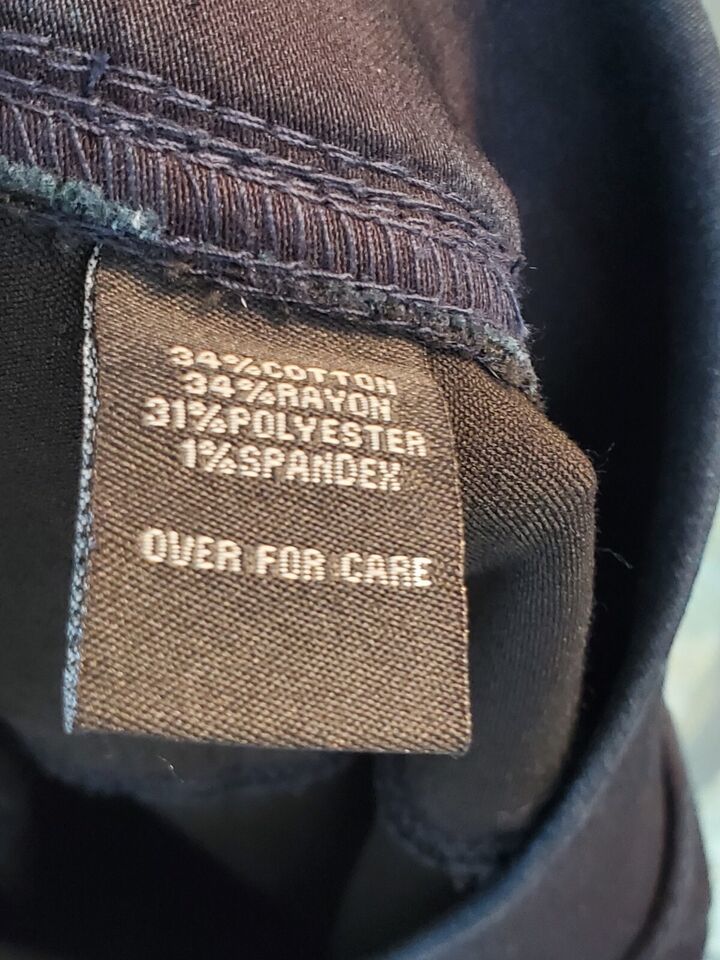 34%COTTON
34%RAYON
31%POLYESTER
1%SPANDEX
OVER FOR CARE